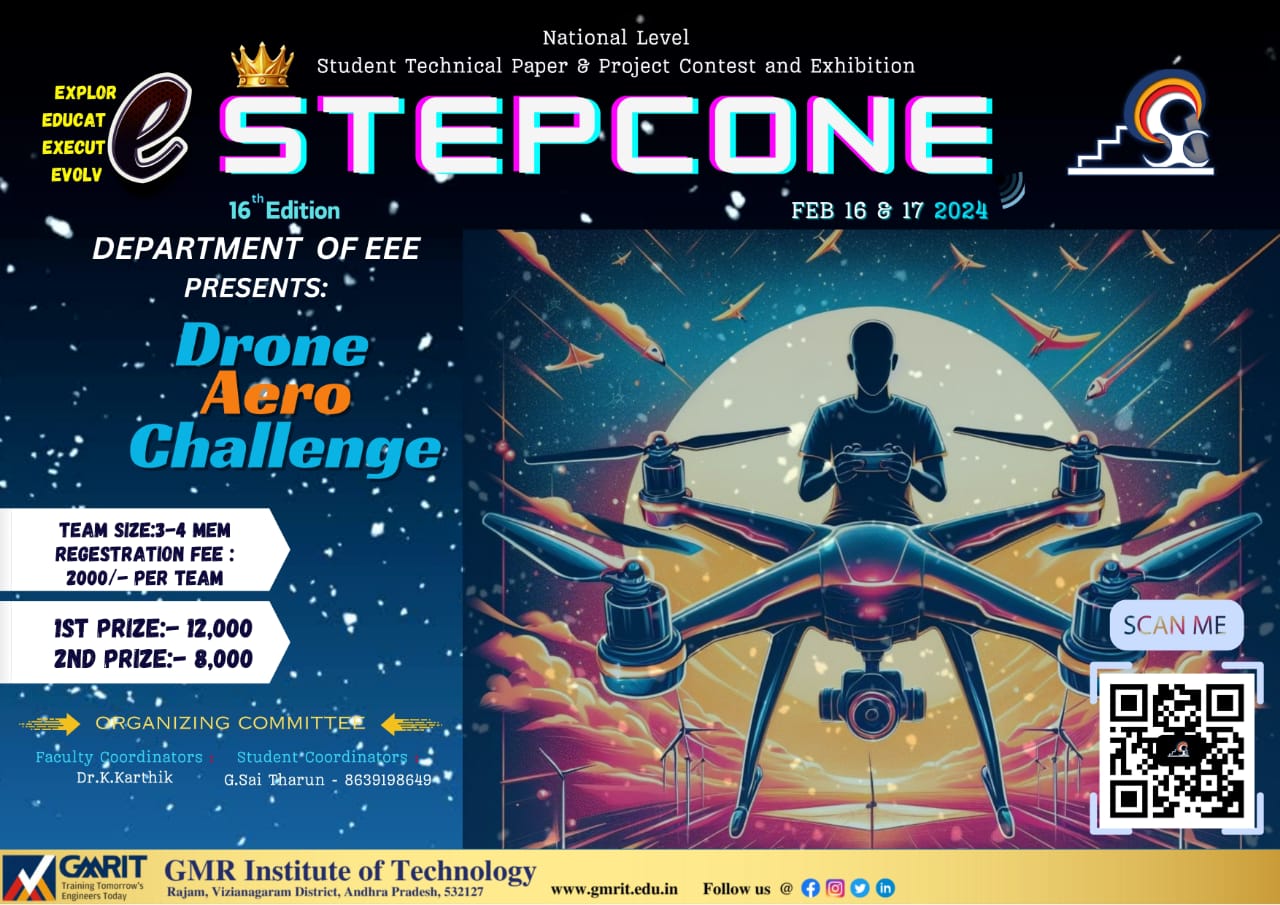 National Level
Student Technical Paper & Project Contest and Exhibition
EXPLOR
EDUCAT
EXECUT
EVOLV
e
STEPCONE
16th Edition
FEB 16 & 17 2024
DEPARTMENT OF EEE
PRESENTS:
Drone
Aero
Challenge
TEAM SIZE:3-4 MEM
REGESTRATION FEE :
2000/- PER TEAM
1ST PRIZE:- 12,000
2ND PRIZE:- 8,000
ORGANIZING COMMITTEE
Faculty Coordinators :
Dr.K.Karthik
Student Coordinators :
G.Sai Tharun - 8639198649
SCAN ME
GMRIT
Training Tomorrow's
Engineers Today
GMR Institute of Technology
Rajam, Vizianagaram District, Andhra Pradesh, 532127
www.gmrit.edu.in
Follow us @